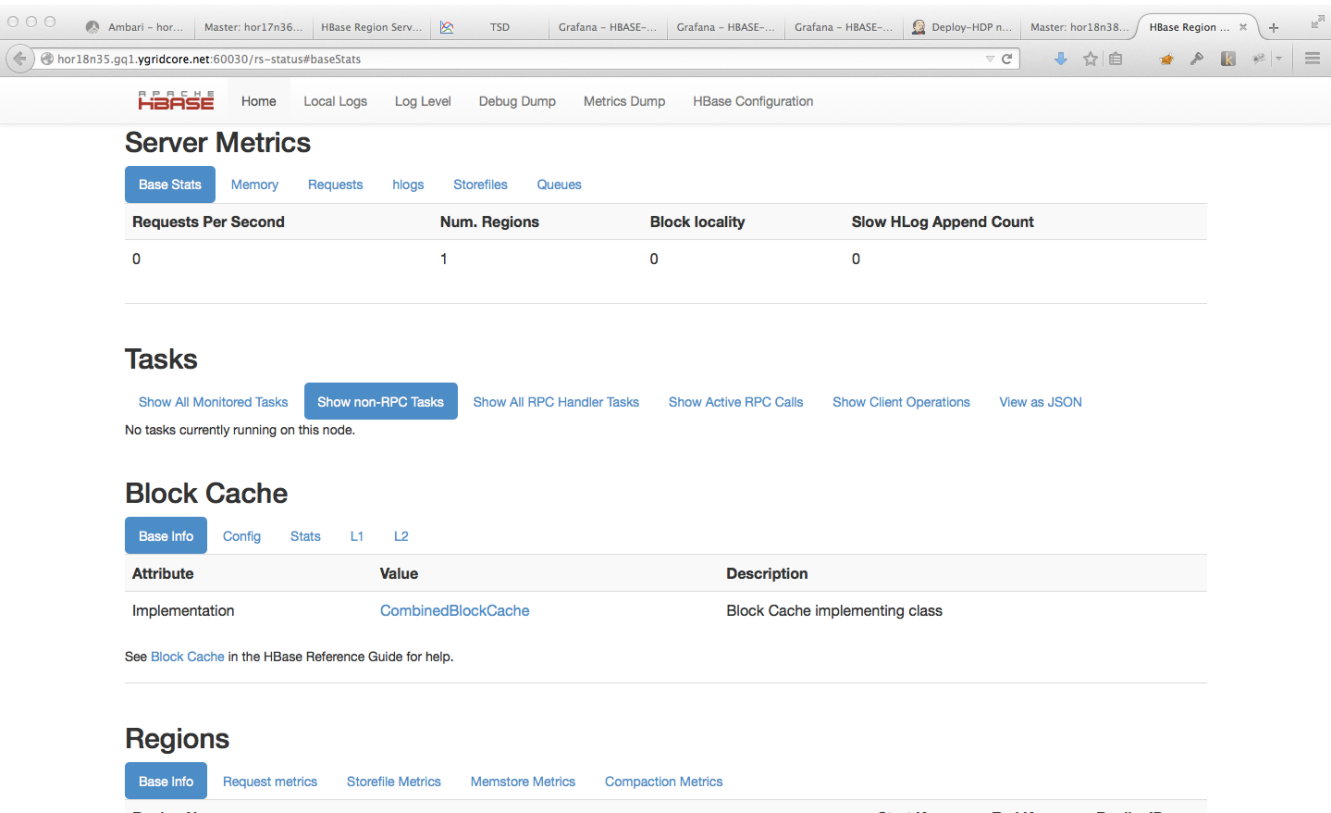 Ambari – hor... Master: hor17n36... HBase Region Serv... TSD Grafana – HBASE-... Grafana – HBASE-... Grafana – HBASE-... Deploy-HDP n... Master: hor18n38... HBase Region ... × +
hor18n35.gq1.ygridcore.net:60030/rs-status#baseStats
APACHE
HBASE Home Local Logs Log Level Debug Dump Metrics Dump HBase Configuration
Server Metrics
Base Stats Memory Requests hlogs Storefiles Queues
Requests Per Second Num. Regions Block locality Slow HLog Append Count
0 1 0 0
Tasks
Show All Monitored Tasks Show non-RPC Tasks Show All RPC Handler Tasks Show Active RPC Calls Show Client Operations View as JSON
No tasks currently running on this node.
Block Cache
Base Info Config Stats L1 L2
Attribute Value Description
Implementation CombinedBlockCache Block Cache implementing class
See Block Cache in the HBase Reference Guide for help.
Regions
Base Info Request metrics Storefile Metrics Memstore Metrics Compaction Metrics